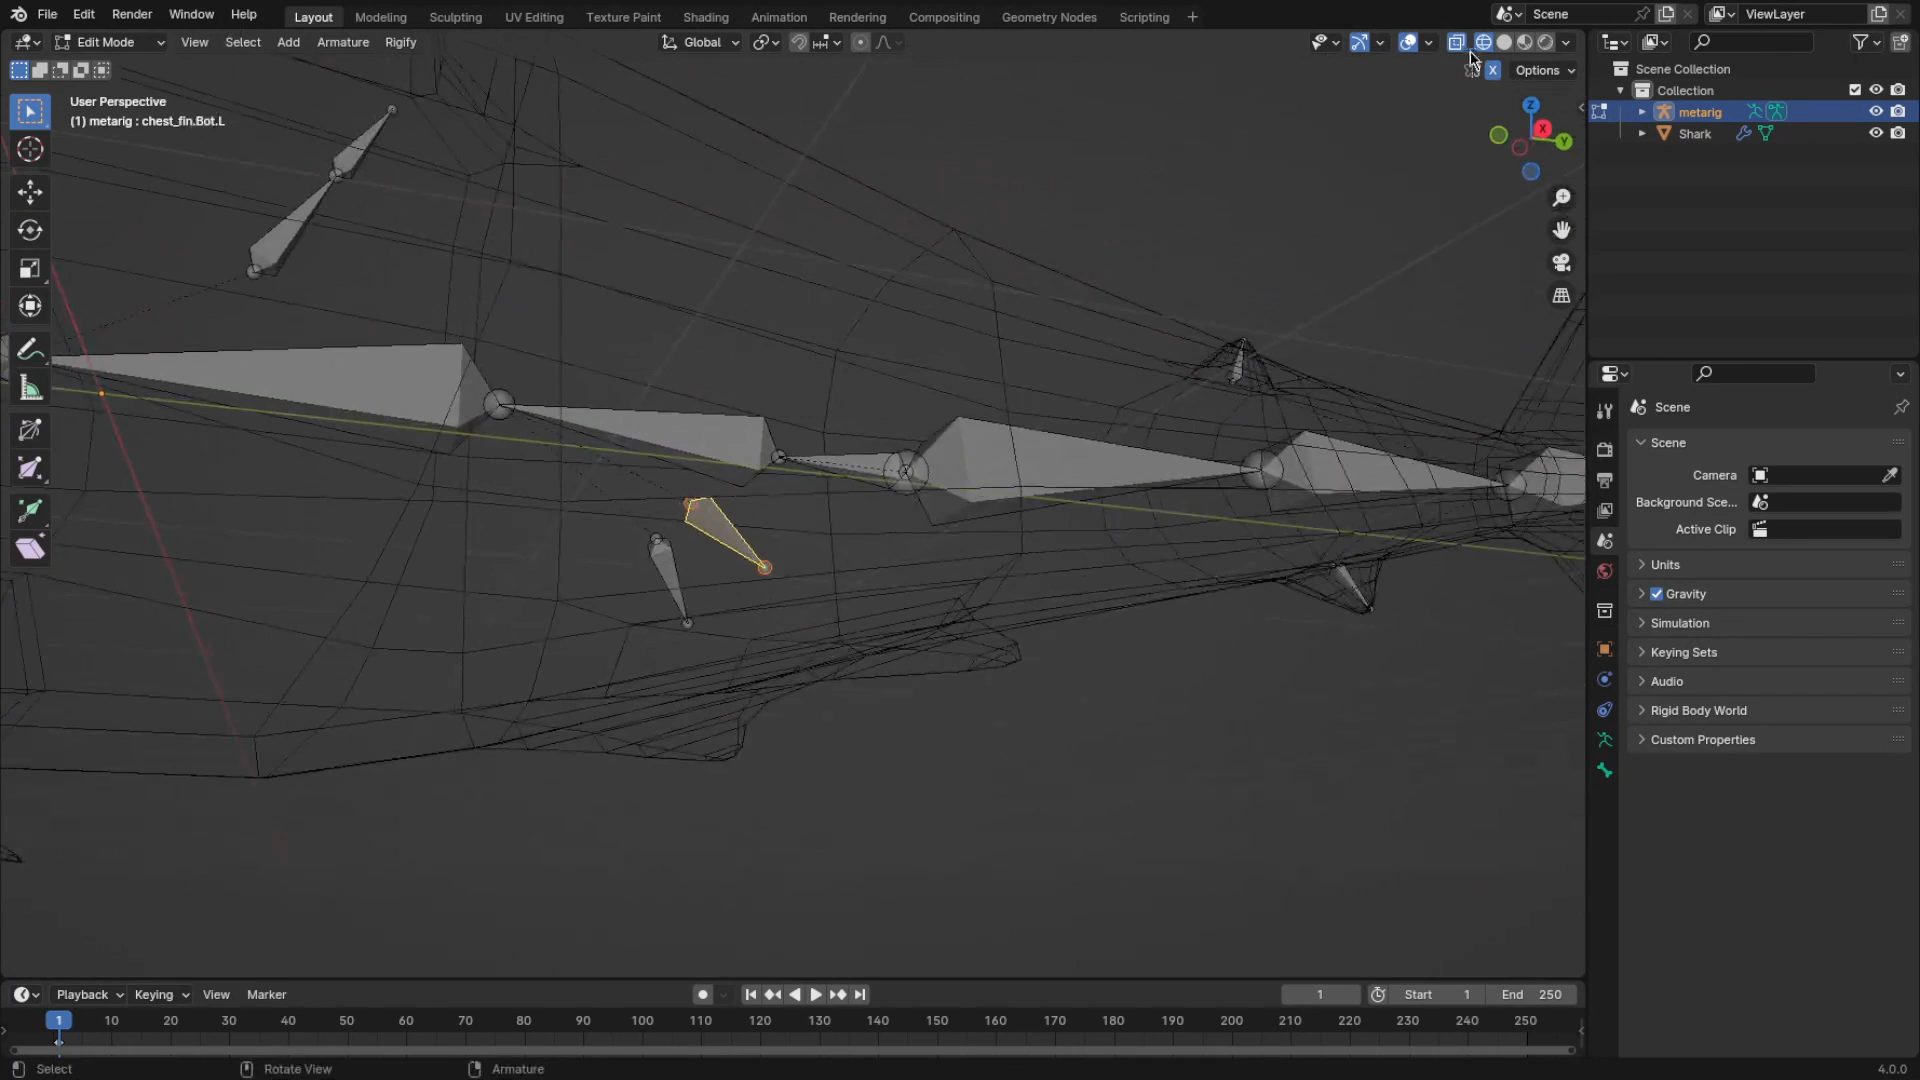 File Edit Render Window Help Layout Modeling Sculpting UV Editing Texture Paint Shading Animation Rendering Compositing Geometry Nodes Scripting Scene ViewLayer
Edit Mode View Select Add Armature Rigify Global
X Options
User Perspective
(1) metarig : chest_fin.Bot.L
Z
X
Y
Scene Collection
Collection
metarig
Shark
Scene
Scene
Camera
Background Sce...
Active Clip
Units
Gravity
Simulation
Keying Sets
Audio
Rigid Body World
Custom Properties
Playback Keying View Marker 1 Start 1 End 250
1 10 20 30 40 50 60 70 80 90 100 110 120 130 140 150 160 170 180 190 200 210 220 230 240 250
Select Rotate View Armature 4.0.0